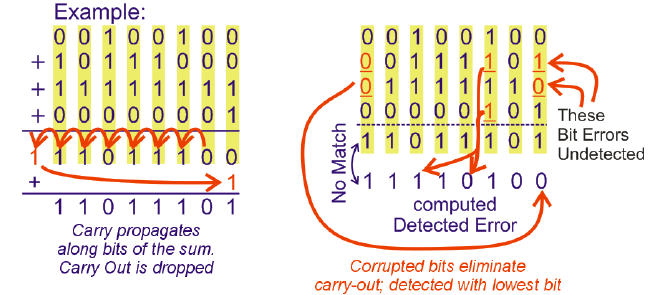 Example:
0 0 1 0 1 1 0 0
+ 1 0 1 1 0 0 0 0
+ 1 1 1 1 1 1 1 1
+ 0 0 0 0 0 0 0 1
1 1 1 0 1 1 1 0 0
+ 1
1 1 0 1 1 1 0 1
Carry propagates
along bits of the sum.
Carry Out is dropped
0 0 1 0 1 1 0 0
0 0 1 1 0 1 0 1
0 1 1 1 1 1 1 0
0 0 0 0 0 1 0 1
1 1 0 1 1 1 0 1
No Match
1 1 1 1 0 1 0 0
computed
Detected Error
These
Bit Errors
Undetected
Corrupted bits eliminate
carry-out; detected with lowest bit